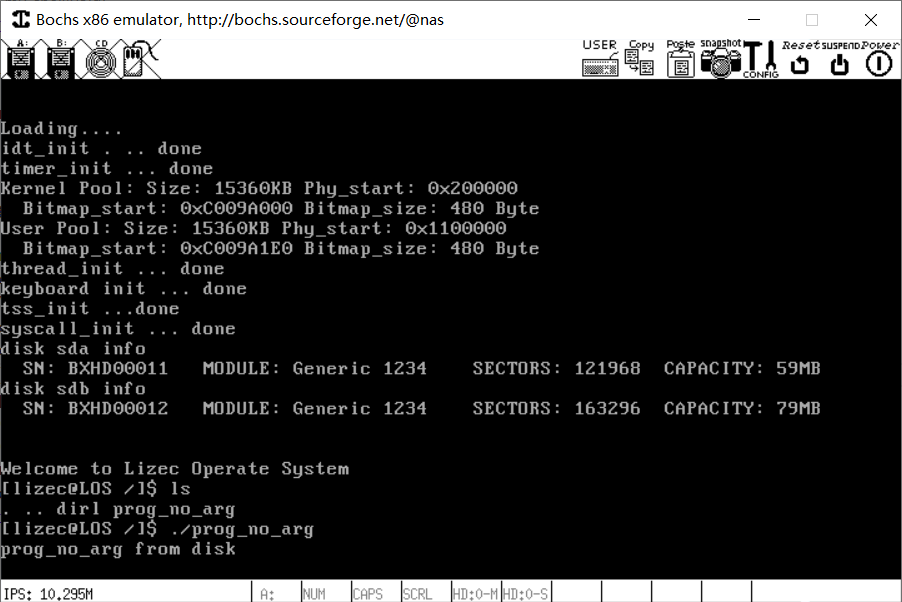 Bochs x86 emulator, http://bochs.sourceforge.net/@nas
A: B: CD USER Copy Paste snapshot CONFIG Reset SUSPEND Power
Loading....
idt_init . .. done
timer_init ... done
Kernel Pool: Size: 15360KB Phy_start: 0x200000
  Bitmap_start: 0xC009A000 Bitmap_size: 480 Byte
User Pool: Size: 15360KB Phy_start: 0x1100000
  Bitmap_start: 0xC009A1E0 Bitmap_size: 480 Byte
thread_init ... done
keyboard init ... done
tss_init ...done
syscall_init ... done
disk sda info
  SN: BXHD00011   MODULE: Generic 1234    SECTORS: 121968  CAPACITY: 59MB
disk sdb info
  SN: BXHD00012   MODULE: Generic 1234    SECTORS: 163296  CAPACITY: 79MB
Welcome to Lizec Operate System
[lizec@LOS /]$ ls
. .. dir1 prog_no_arg
[lizec@LOS /]$ ./prog_no_arg
prog_no_arg from disk
IPS: 10.295M A: NUM CAPS SCRL HD:0-M HD:0-S